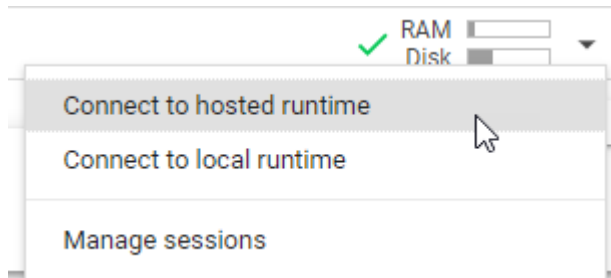 RAM
Disk
Connect to hosted runtime
Connect to local runtime
Manage sessions